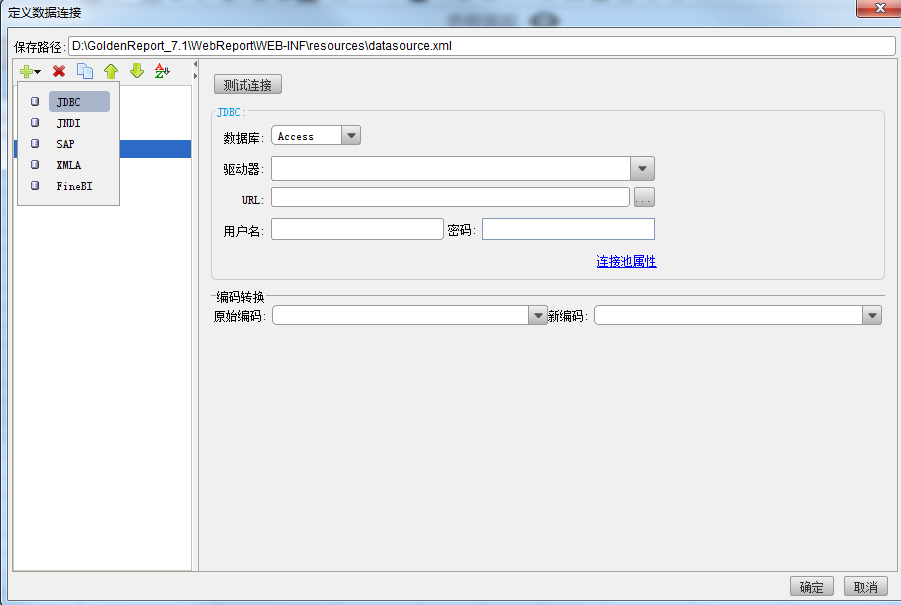 定义数据连接
保存路径: D:\GoldenReport_7.1\WebReport\WEB-INF\resources\datasource.xml
JDBC
JNDI
SAP
XMLA
FineBI
测试连接
JDBC:
数据库: Access
驱动器:
URL: ...
用户名: 密码:
连接池属性
编码转换
原始编码: 新编码:
确定 取消